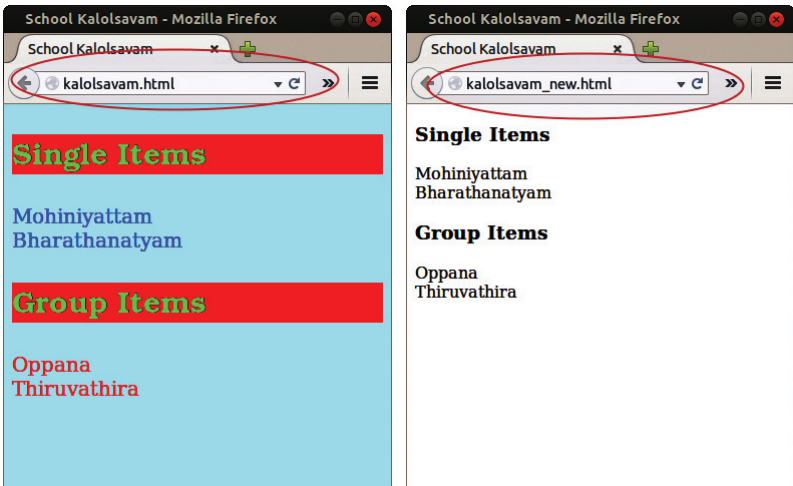 School Kalolsavam - Mozilla Firefox
School Kalolsavam
kalolsavam.html
Single Items
Mohiniyattam
Bharathanatyam
Group Items
Oppana
Thiruvathira
School Kalolsavam - Mozilla Firefox
School Kalolsavam
kalolsavam_new.html
Single Items
Mohiniyattam
Bharathanatyam
Group Items
Oppana
Thiruvathira